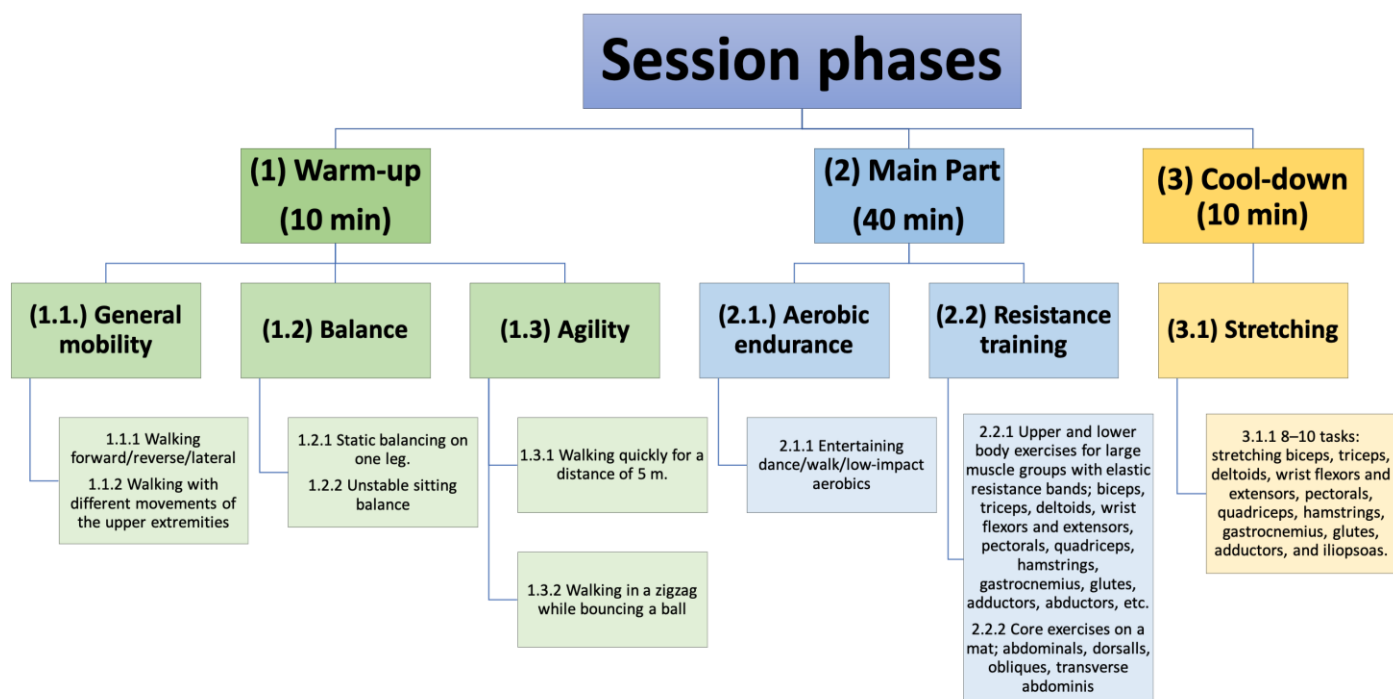 Session phases
(1) Warm-up
(10 min)
(2) Main Part
(40 min)
(3) Cool-down
(10 min)
(1.1.) General
mobility
(1.2) Balance
(1.3) Agility
(2.1.) Aerobic
endurance
(2.2) Resistance
training
(3.1) Stretching
1.1.1 Walking
forward/reverse/lateral
1.1.2 Walking with
different movements of
the upper extremities
1.2.1 Static balancing on
one leg.
1.2.2 Unstable sitting
balance
1.3.1 Walking quickly for a
distance of 5 m.
1.3.2 Walking in a zigzag
while bouncing a ball
2.1.1 Entertaining
dance/walk/low-impact
aerobics
2.2.1 Upper and lower
body exercises for large
muscle groups with elastic
resistance bands; biceps,
triceps, deltoids, wrist
flexors and extensors,
pectorals, quadriceps,
hamstrings,
gastrocnemius, glutes,
adductors, abductors, etc.
2.2.2 Core exercises on a
mat; abdominals, dorsalls,
obliques, transverse
abdominis
3.1.1 8–10 tasks:
stretching biceps, triceps,
deltoids, wrist flexors and
extensors, pectorals,
quadriceps, hamstrings,
gastrocnemius, glutes,
adductors, and iliopsoas.